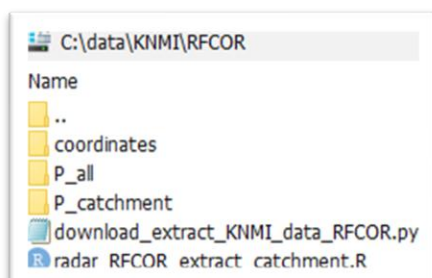 C:\data\KNMI\RFCOR
Name
..
coordinates
P_all
P_catchment
download_extract_KNMI_data_RFCOR.py
radar_RFCOR_extract_catchment.R